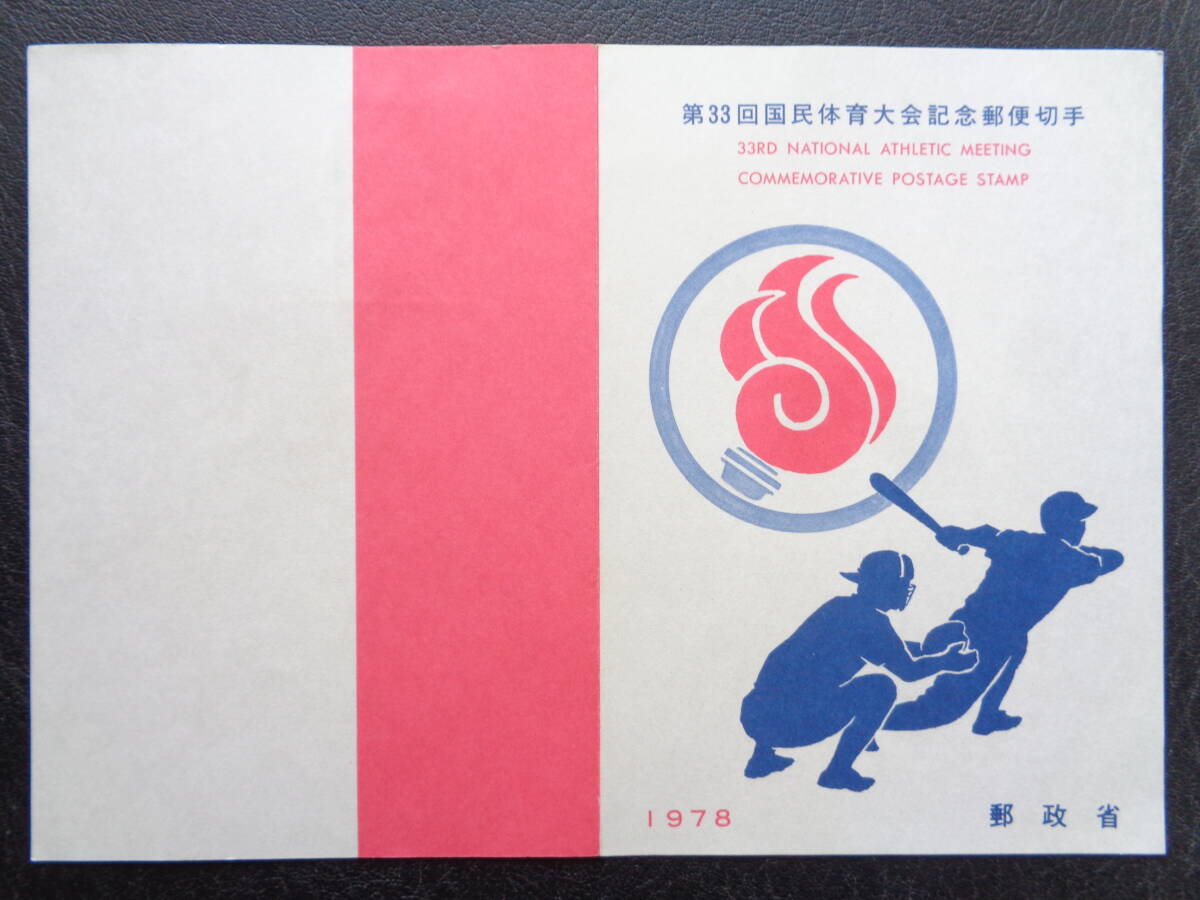 第33回国民体育大会記念郵便切手
33RD NATIONAL ATHLETIC MEETING
COMMEMORATIVE POSTAGE STAMP
1978
郵政省